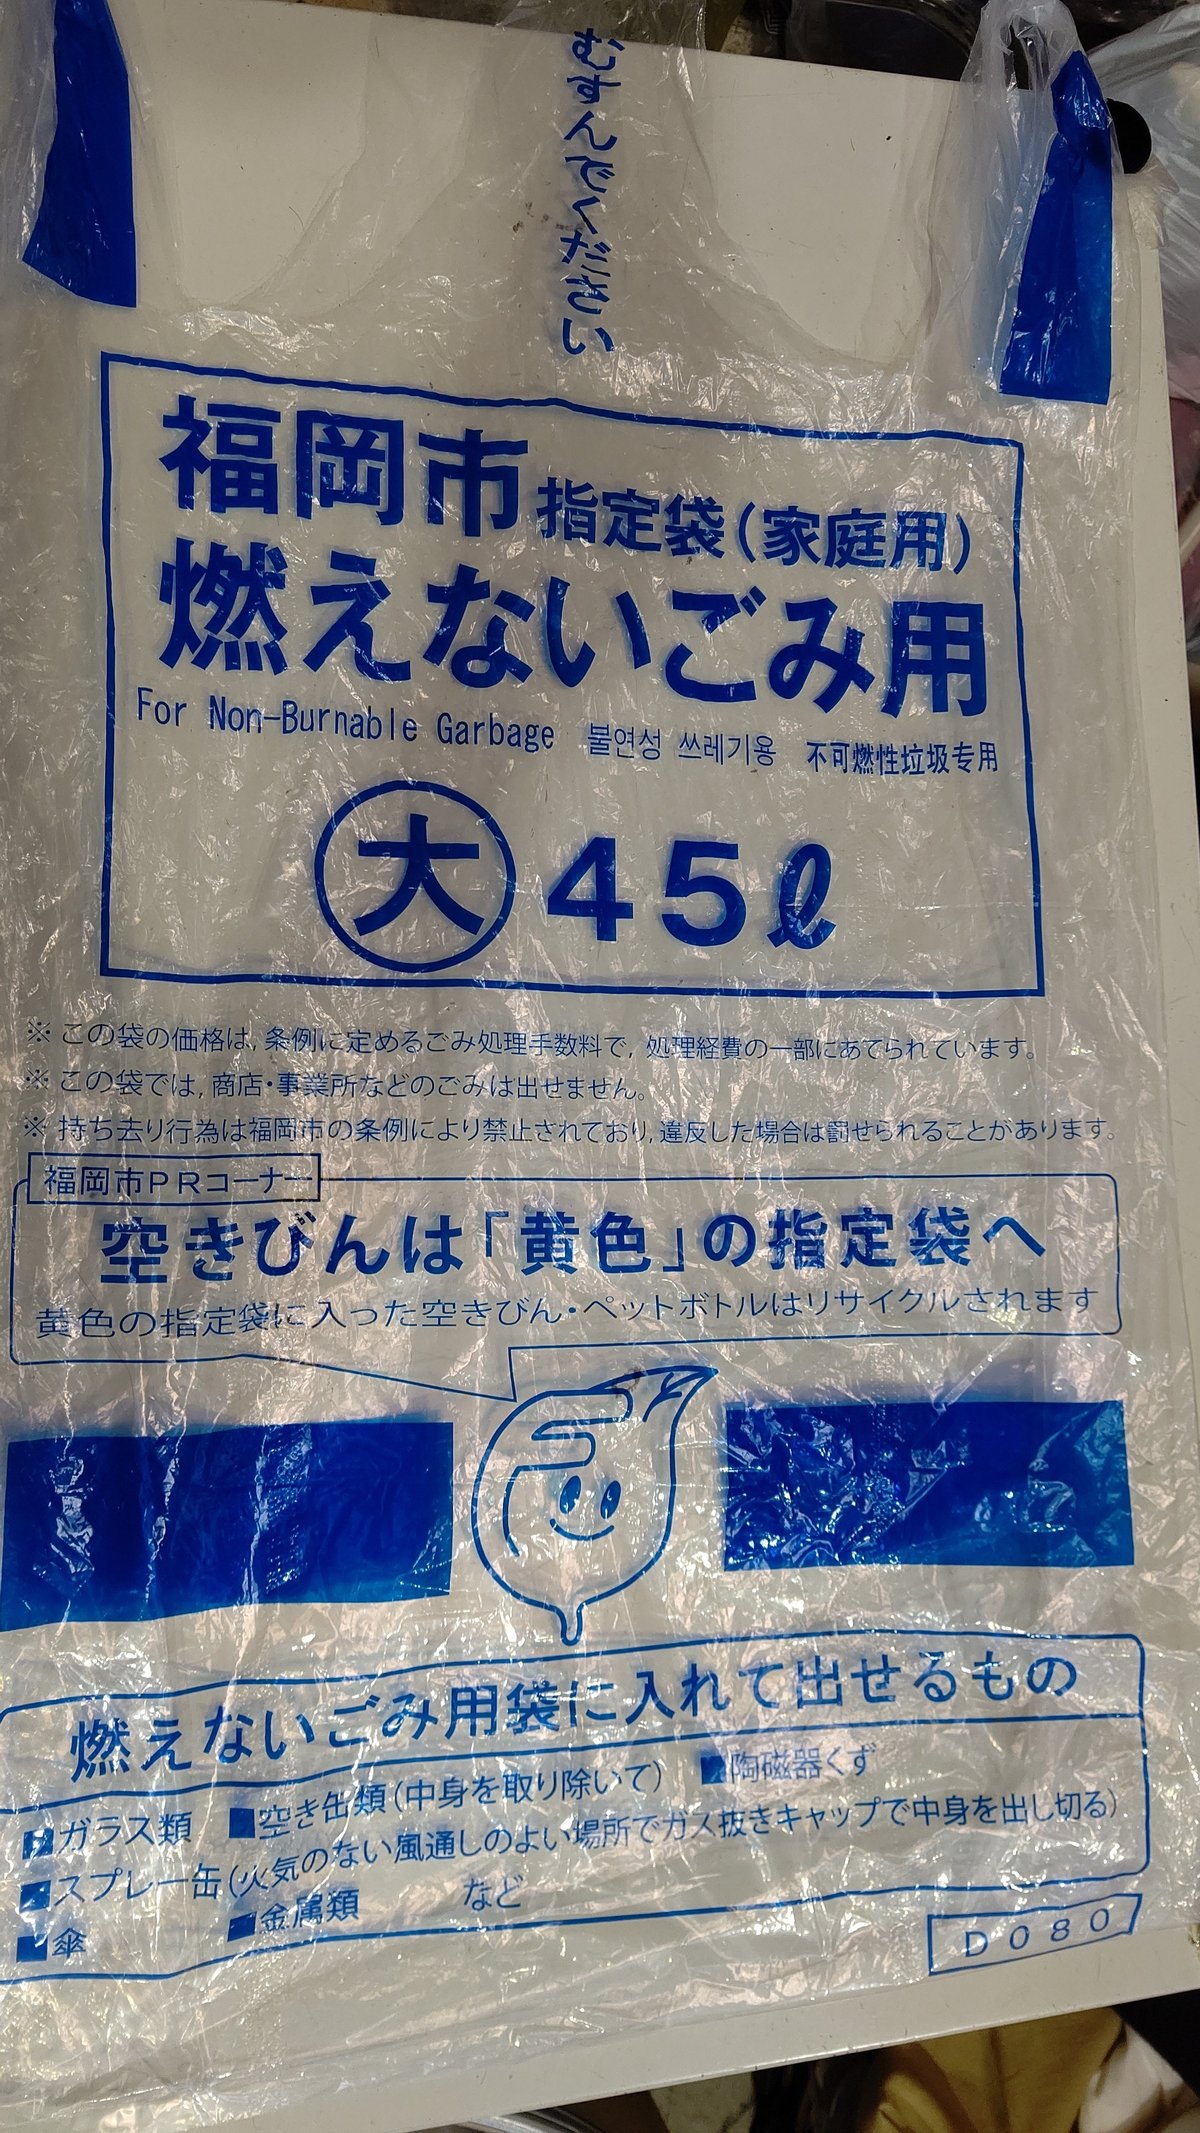 むすんでください
福岡市指定袋(家庭用)
燃えないごみ用
For Non-Burnable Garbage 불연성 쓰레기용 不可燃性垃圾专用
大 45ℓ
※ この袋の価格は,条例に定めるごみ処理手数料で,処理経費の一部にあてられています。
※ この袋では,商店・事業所などのごみは出せません。
※ 持ち去り行為は福岡市の条例により禁止されており,違反した場合は罰せられることがあります。
福岡市PRコーナー
空きびんは「黄色」の指定袋へ
黄色の指定袋に入った空きびん・ペットボトルはリサイクルされます
燃えないごみ用袋に入れて出せるもの
■ガラス類 ■空き缶類(中身を取り除いて) ■陶磁器くず
■スプレー缶(火気のない風通しのよい場所でガス抜きキャップで中身を出し切る)
■傘 ■金属類 など
D080